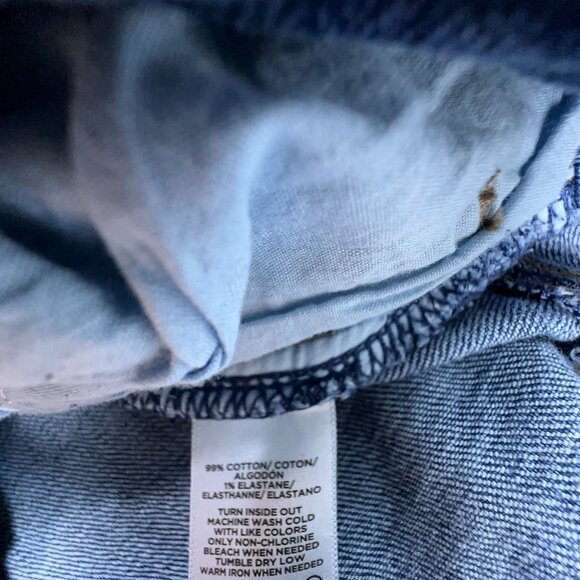 99% COTTON/ COTON/
ALGODÓN
1% ELASTANE/
ELASTHANNE/ ELASTANO
TURN INSIDE OUT
MACHINE WASH COLD
WITH LIKE COLORS
ONLY NON-CHLORINE
BLEACH WHEN NEEDED
TUMBLE DRY LOW
WARM IRON WHEN NEEDED